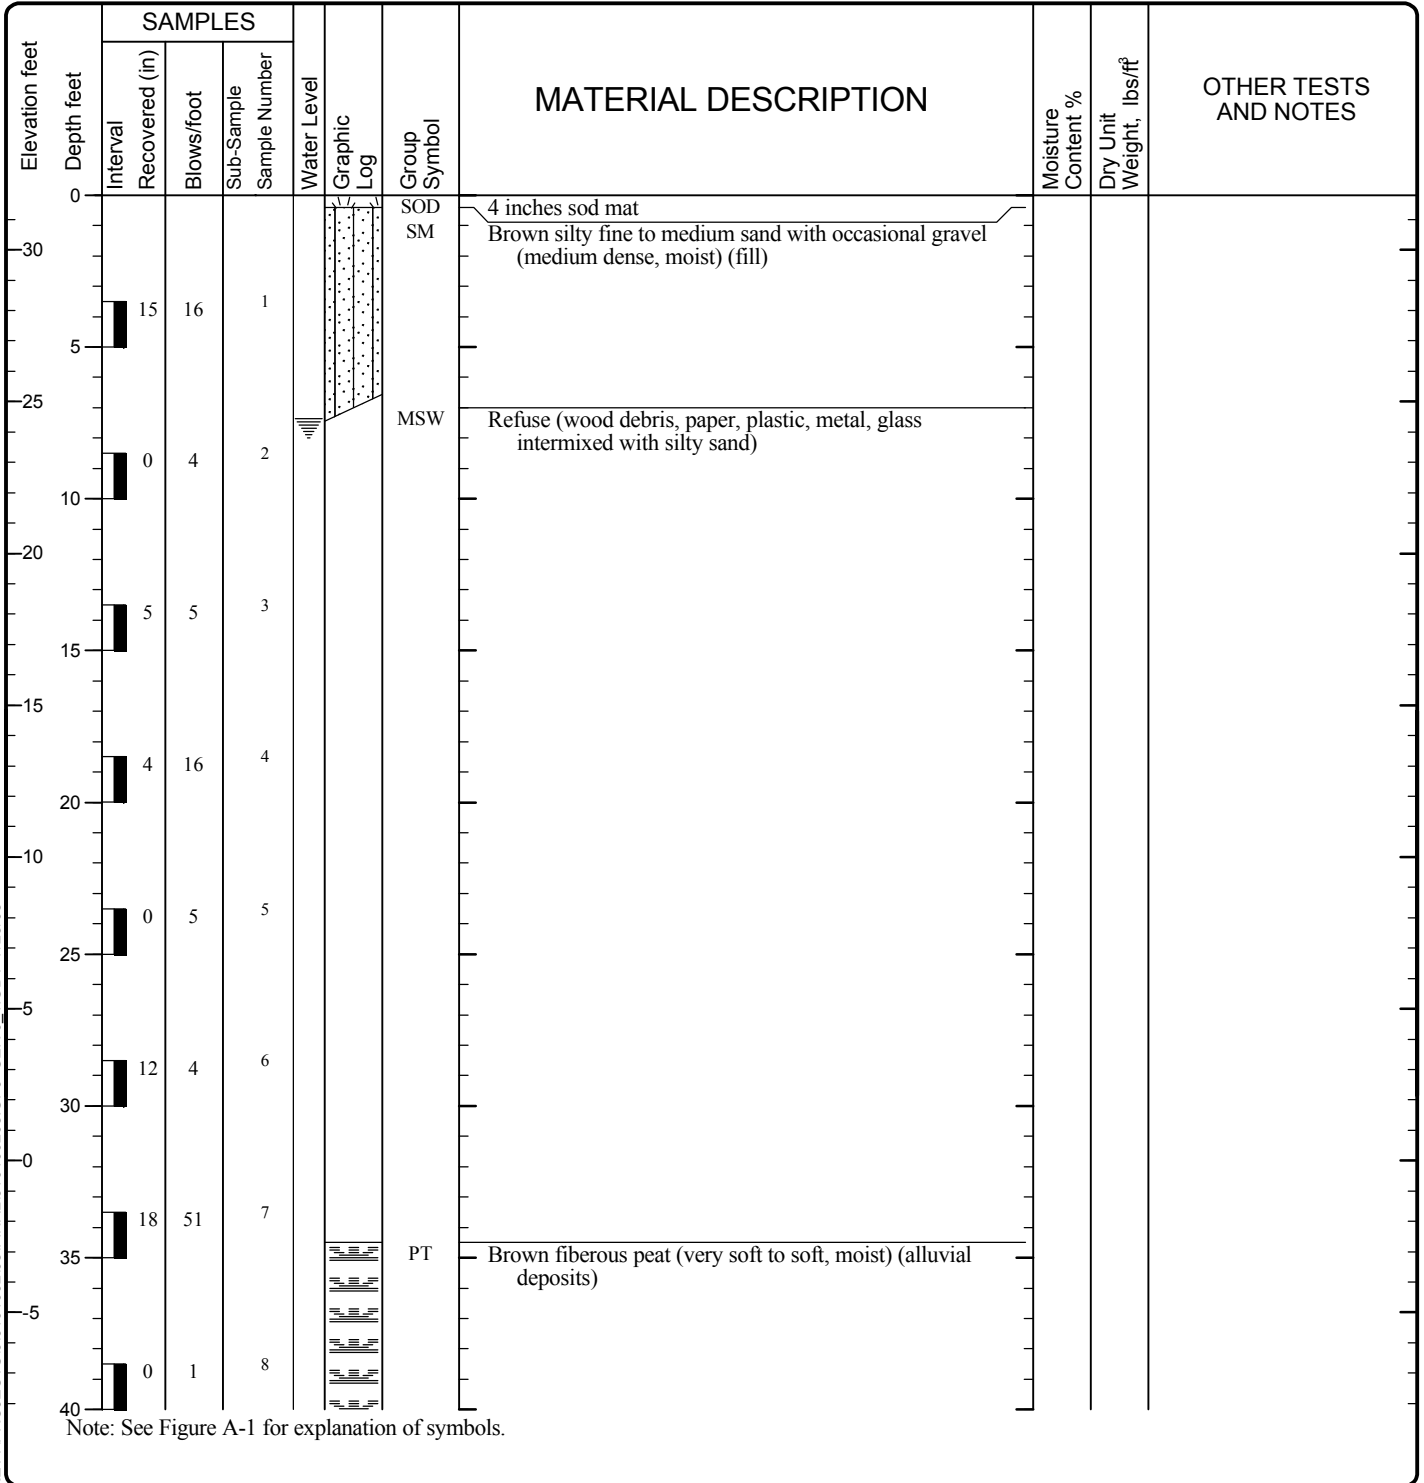 SAMPLES
Elevation feet
Depth feet
Interval
Recovered (in)
Blows/foot
Sub-Sample
Sample Number
Water Level
Graphic
Log
Group
Symbol
MATERIAL DESCRIPTION
Moisture
Content %
Dry Unit
Weight, lbs/ft³
OTHER TESTS
AND NOTES
0
SOD
4 inches sod mat
SM
Brown silty fine to medium sand with occasional gravel
(medium dense, moist) (fill)
30
15 16 1
5
25
MSW
Refuse (wood debris, paper, plastic, metal, glass
intermixed with silty sand)
0 4 2
10
20
5 5 3
15
15
4 16 4
20
10
0 5 5
25
5
12 4 6
30
0
18 51 7
35
PT
Brown fiberous peat (very soft to soft, moist) (alluvial
deposits)
-5
0 1 8
40
Note: See Figure A-1 for explanation of symbols.